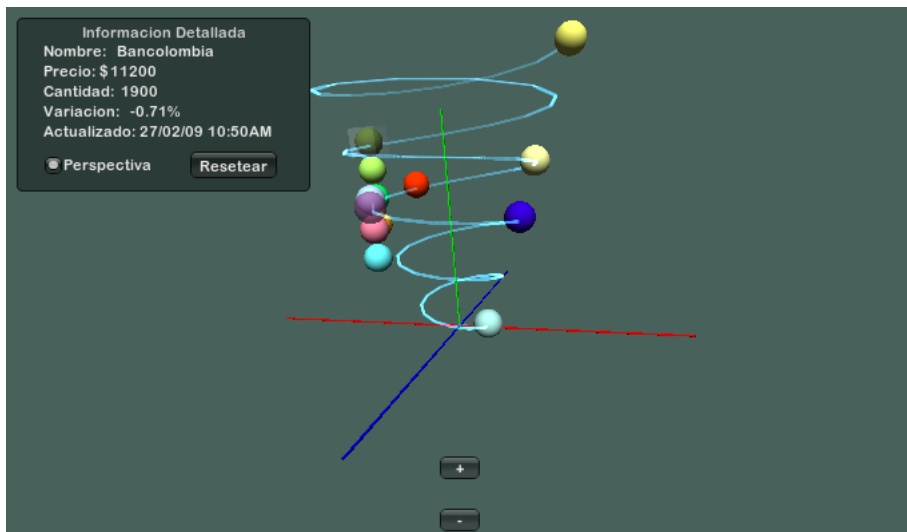 Informacion Detallada
Nombre: Bancolombia
Precio: $11200
Cantidad: 1900
Variacion: -0.71%
Actualizado: 27/02/09 10:50AM
Perspectiva Resetear
+
-